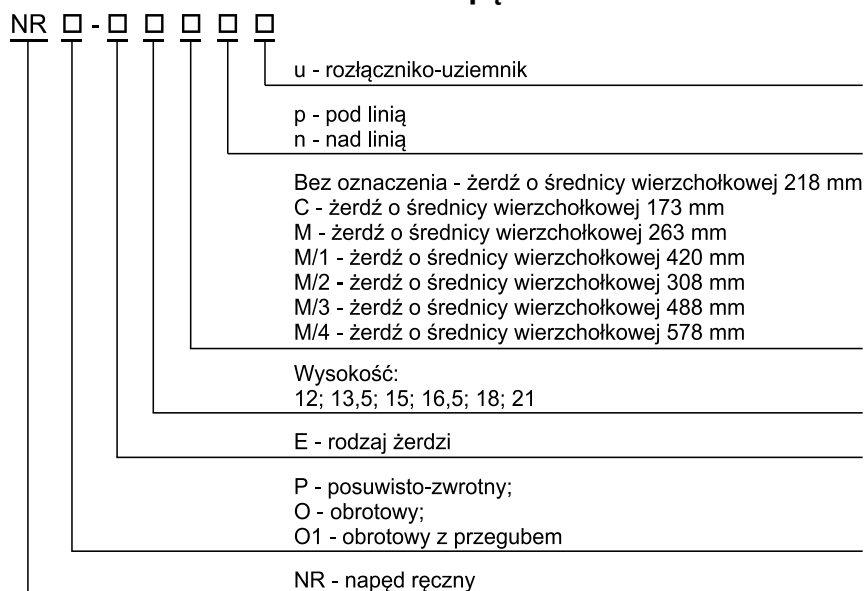 NR □ - □ □ □ □ □
u - rozłączniko-uziemnik
p - pod linią
n - nad linią
Bez oznaczenia - żerdź o średnicy wierzchołkowej 218 mm
C - żerdź o średnicy wierzchołkowej 173 mm
M - żerdź o średnicy wierzchołkowej 263 mm
M/1 - żerdź o średnicy wierzchołkowej 420 mm
M/2 - żerdź o średnicy wierzchołkowej 308 mm
M/3 - żerdź o średnicy wierzchołkowej 488 mm
M/4 - żerdź o średnicy wierzchołkowej 578 mm
Wysokość:
12; 13,5; 15; 16,5; 18; 21
E - rodzaj żerdzi
P - posuwisto-zwrotny;
O - obrotowy;
O1 - obrotowy z przegubem
NR - napęd ręczny